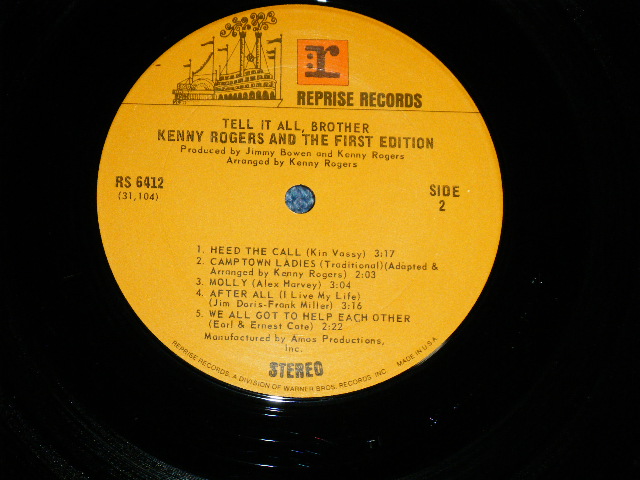 r:
REPRISE RECORDS
TELL IT ALL, BROTHER
KENNY ROGERS AND THE FIRST EDITION
Produced by Jimmy Bowen and Kenny Rogers
Arranged by Kenny Rogers
RS 6412
(31,104)
SIDE
2
1. HEED THE CALL (Kin Vassy) 3:17
2. CAMPTOWN LADIES (Traditional)(Adapted &
Arranged by Kenny Rogers) 2:03
3. MOLLY (Alex Harvey) 3:04
4. AFTER ALL (I Live My Life)
(Jim Doris-Frank Miller) 3:16
5. WE ALL GOT TO HELP EACH OTHER
(Earl & Ernest Cate) 2:22
Manufactured by Amos Productions,
Inc.
STEREO
REPRISE RECORDS, A DIVISION OF WARNER BROS. RECORDS, INC. MADE IN U.S.A.